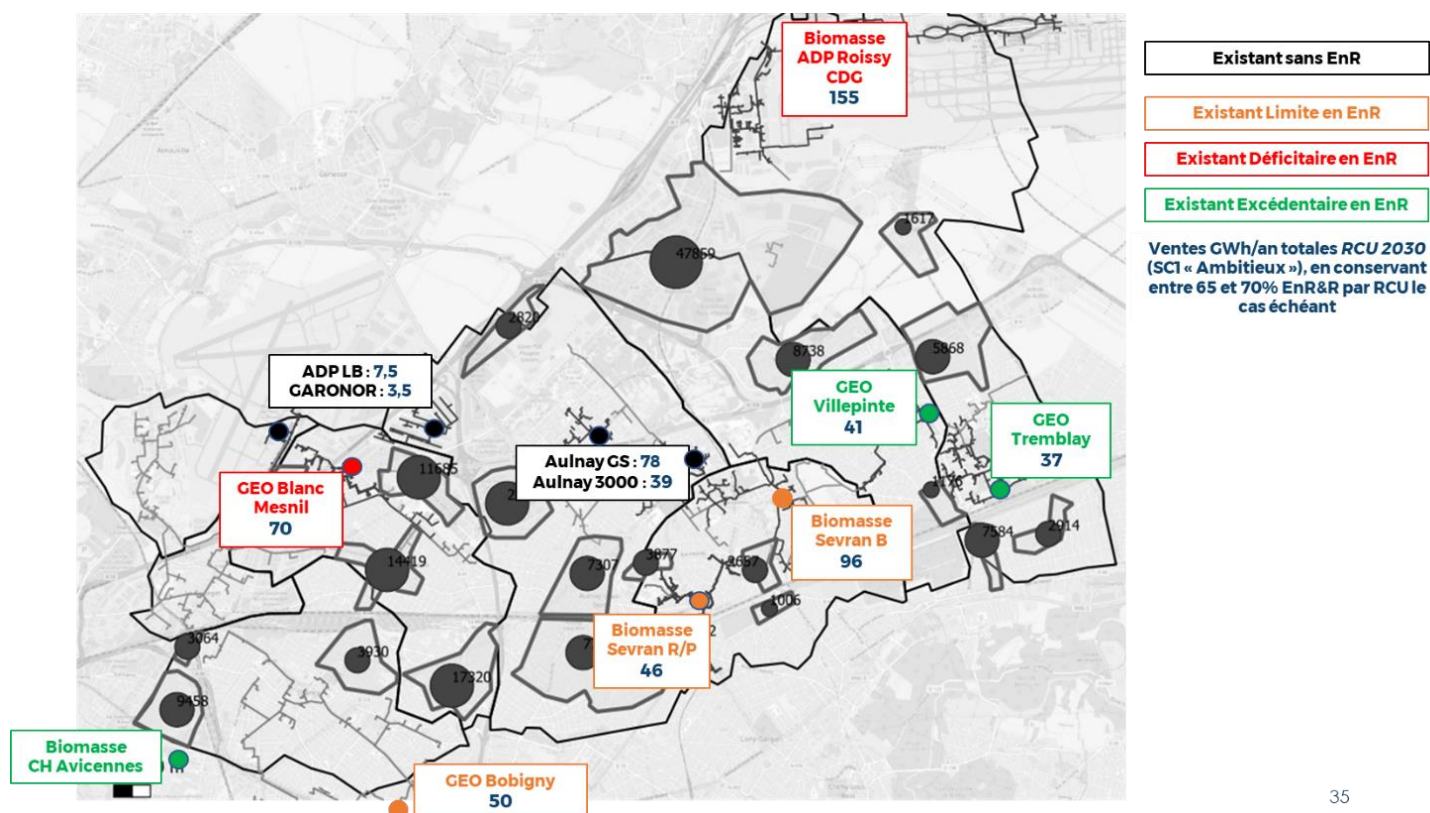 Biomasse
ADP Roissy
CDG
155
Existant sans EnR
Existant Limite en EnR
Existant Déficitaire en EnR
Existant Excédentaire en EnR
Ventes GWh/an totales RCU 2030
(SC1 « Ambitieux »), en conservant
entre 65 et 70% EnR&R par RCU le
cas échéant
1617
47859
2820
8738
5868
ADP LB : 7,5
GARONOR : 3,5
GEO
Villepinte
41
GEO
Tremblay
37
Aulnay GS : 78
Aulnay 3000 : 39
11685
GEO Blanc
Mesnil
70
1176
Biomasse
Sevran B
96
7584
2914
14419
7307
3877
2657
1006
Biomasse
Sevran R/P
46
3064
3930
17320
9458
Biomasse
CH Avicennes
GEO Bobigny
50
35